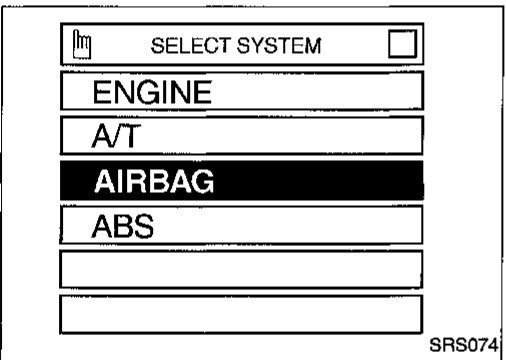 SELECT SYSTEM
ENGINE
A/T
AIRBAG
ABS
SRS074